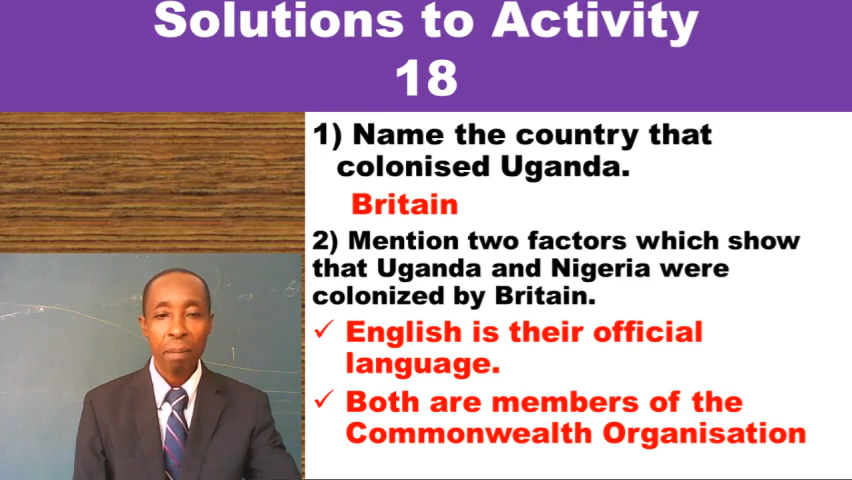 Solutions to Activity
18
1) Name the country that
colonised Uganda.
Britain
2) Mention two factors which show
that Uganda and Nigeria were
colonized by Britain.
✓ English is their official
language.
✓ Both are members of the
Commonwealth Organisation